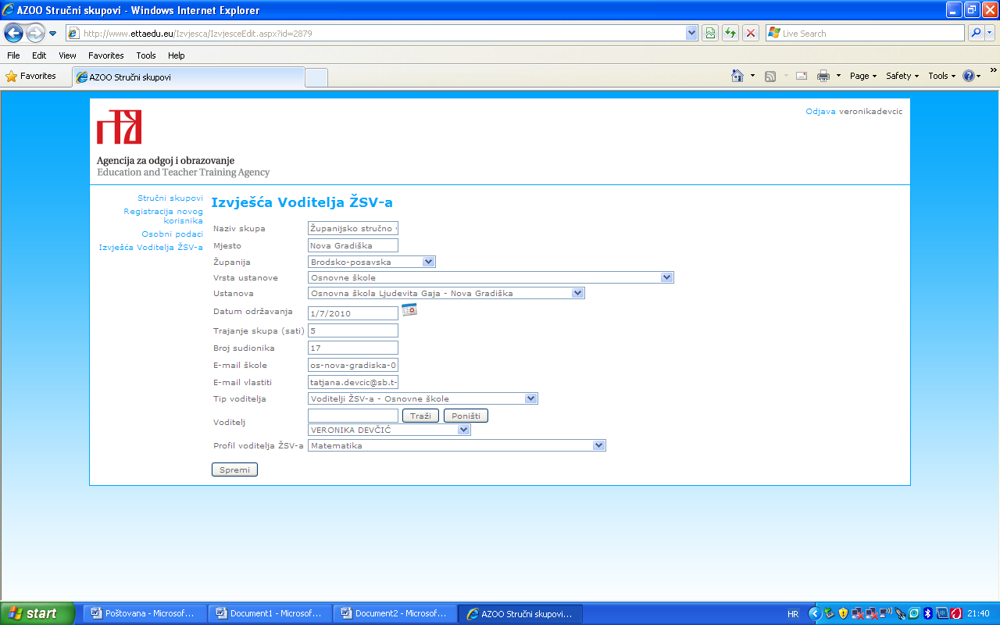 AZOO Stručni skupovi - Windows Internet Explorer
http://www.ettaedu.eu/Izvjesca/IzvjesceEdit.aspx?id=2879
Live Search
File Edit View Favorites Tools Help
Favorites
AZOO Stručni skupovi
Page Safety Tools
Odjava veronikadevcic
Agencija za odgoj i obrazovanje
Education and Teacher Training Agency
Stručni skupovi
Registracija novog
korisnika
Osobni podaci
Izvješća Voditelja ŽSV-a
Izvješća Voditelja ŽSV-a
Naziv skupa Županijsko stručno
Mjesto Nova Gradiška
Županija Brodsko-posavska
Vrsta ustanove Osnovne škole
Ustanova Osnovna škola Ljudevita Gaja - Nova Gradiška
Datum održavanja 1/7/2010
Trajanje skupa (sati) 5
Broj sudionika 17
E-mail škole os-nova-gradiska-0
E-mail vlastiti tatjana.devcic@sb.t-
Tip voditelja Voditelji ŽSV-a - Osnovne škole
Voditelj Traži Poništi
VERONIKA DEVČIĆ
Profil voditelja ŽSV-a Matematika
Spremi
start Poštovana - Microsof... Document1 - Microsof... Document2 - Microsof... AZOO Stručni skupovi... HR 21:40